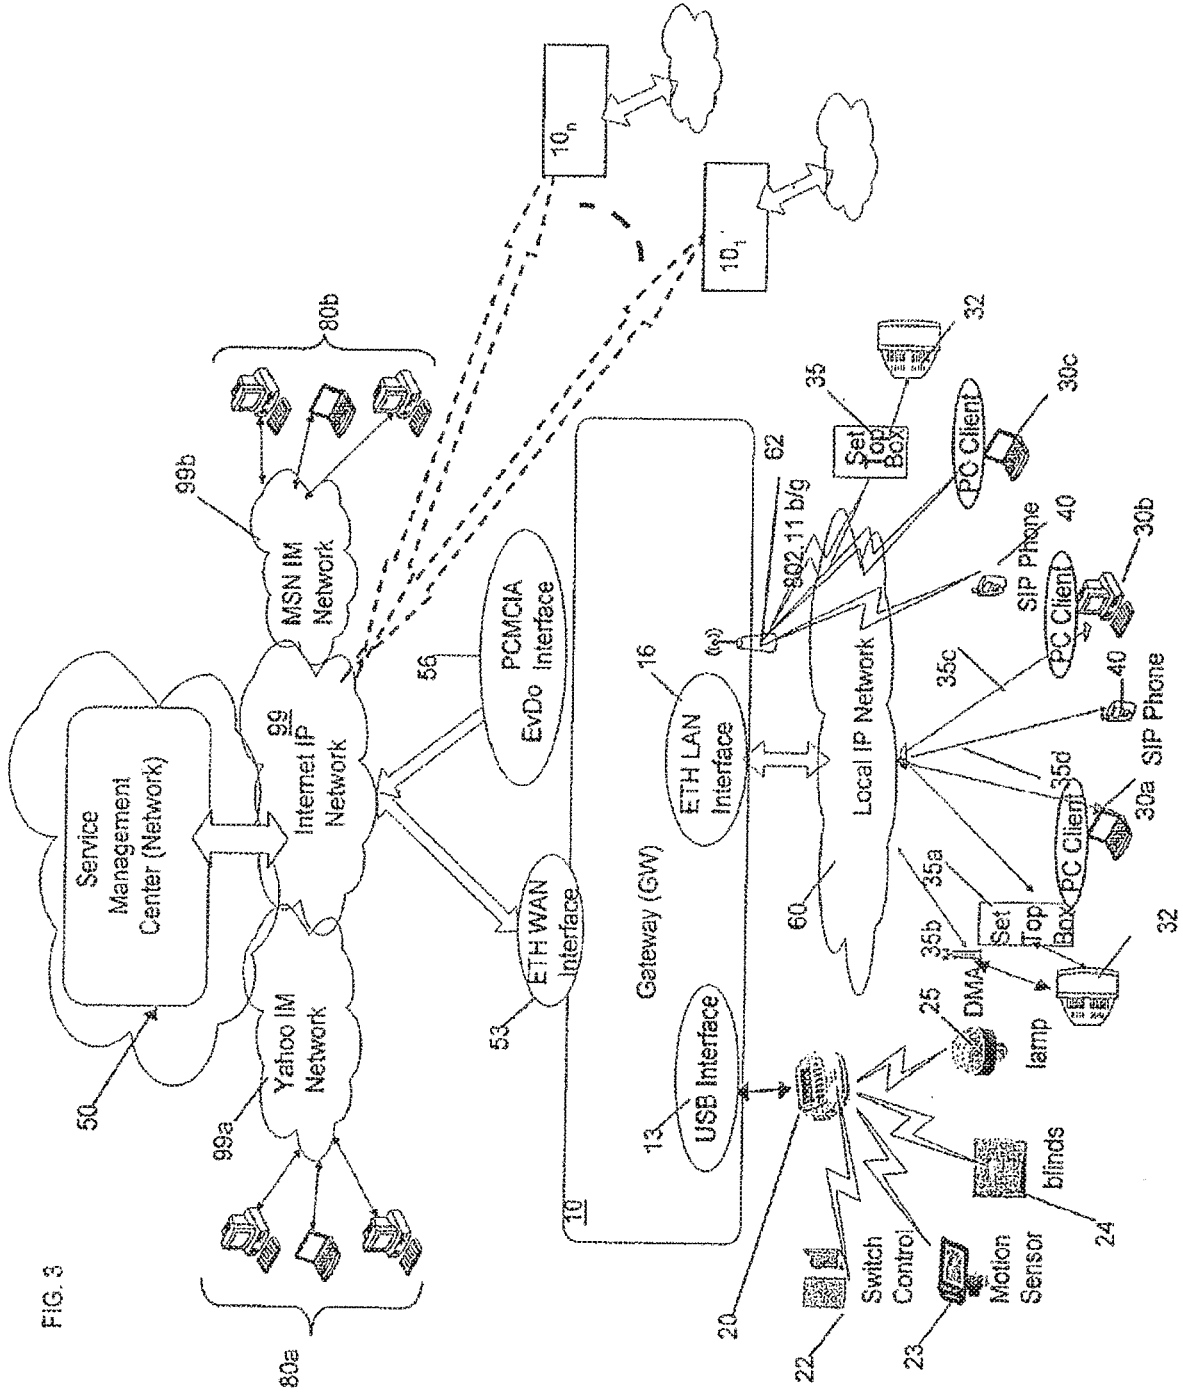 FIG. 3
80a
80b
99a
99b
50
Service
Management
Center (Network)
Yahoo IM
Network
99
Internet IP
Network
MSN IM
Network
53
ETH WAN
Interface
56
PCMCIA
EvDo Interface
10n
101
10
Gateway (GW)
13
USB Interface
16
ETH LAN
Interface
62
802.11 b/g
60
Local IP Network
20
22
Switch
Control
23
Motion
Sensor
24
blinds
25
lamp
DMA
35b
35a
Set
Top
Box
32
PC Client
30a
35d
SIP Phone
40
35c
PC Client
30b
SIP Phone
40
PC Client
30c
35
Set
Top
Box
32